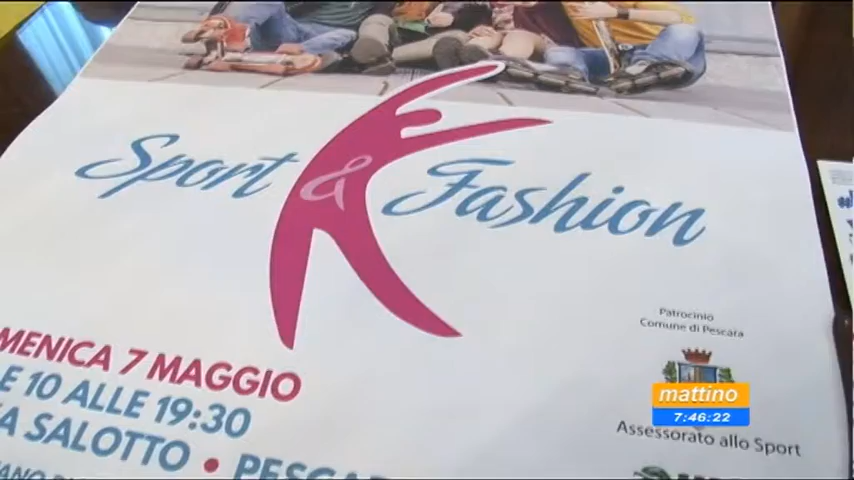 Sport & Fashion
Patrocinio
Comune di Pescara
Assessorato allo Sport
MENICA 7 MAGGIO
E 10 ALLE 19:30
A SALOTTO • PESCAR
mattino
7:46:22